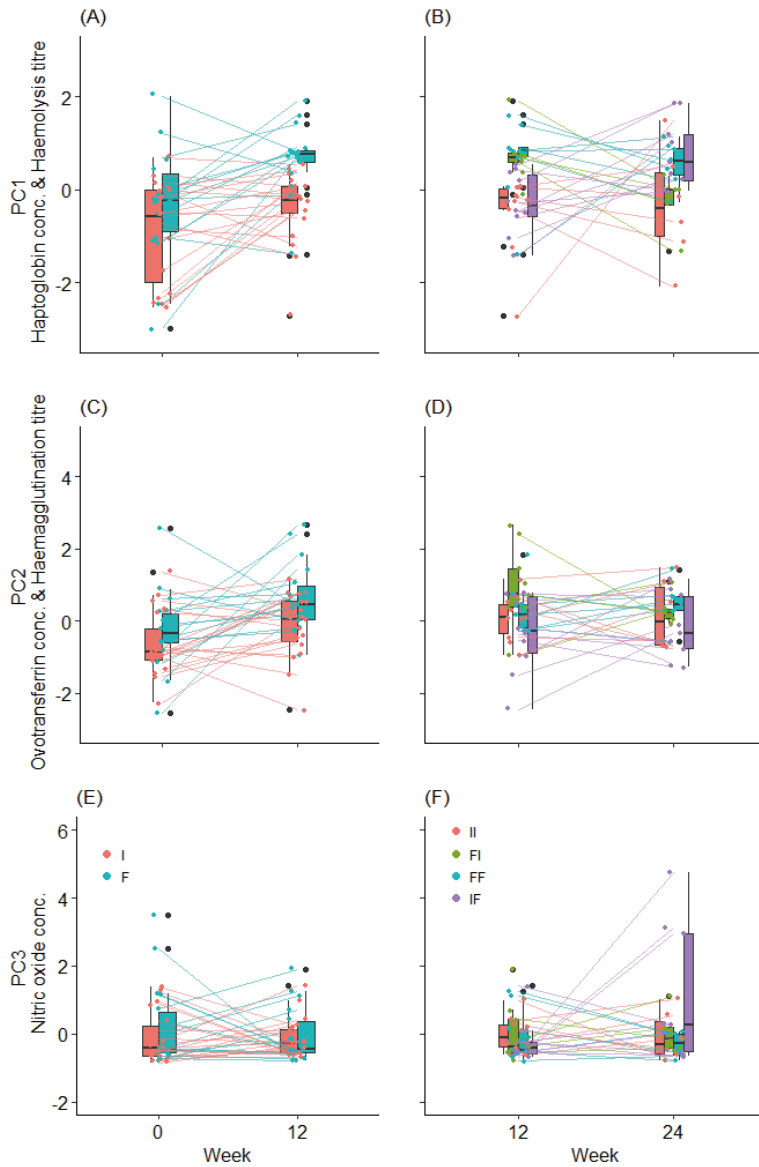 (A)
(B)
PC1
Haptoglobin conc. & Haemolysis titre
2
0
-2
(C)
(D)
PC2
Ovotransferrin conc. & Haemagglutination titre
4
2
0
-2
(E)
(F)
PC3
Nitric oxide conc.
6
4
2
0
-2
I
F
II
FI
FF
IF
0
12
12
24
Week
Week